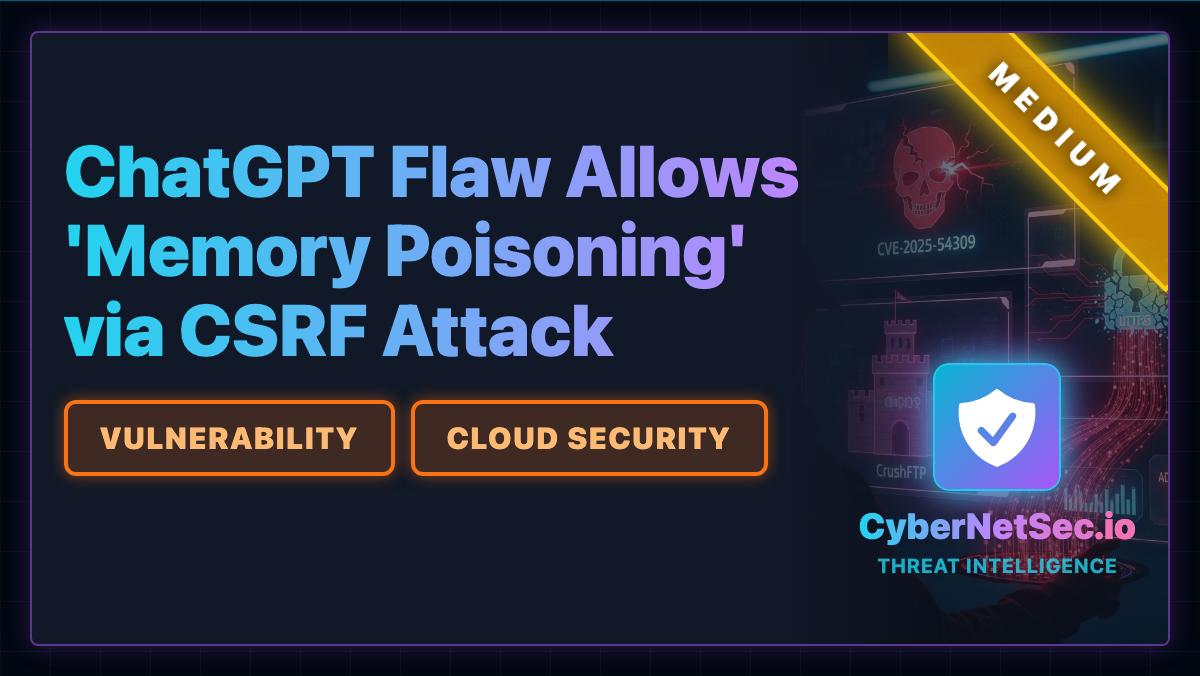 ChatGPT Flaw Allows
'Memory Poisoning'
via CSRF Attack
VULNERABILITY
CLOUD SECURITY
MEDIUM
CVE-2025-54309
HTTPS
CrushFTP
CyberNetSec.io
THREAT INTELLIGENCE